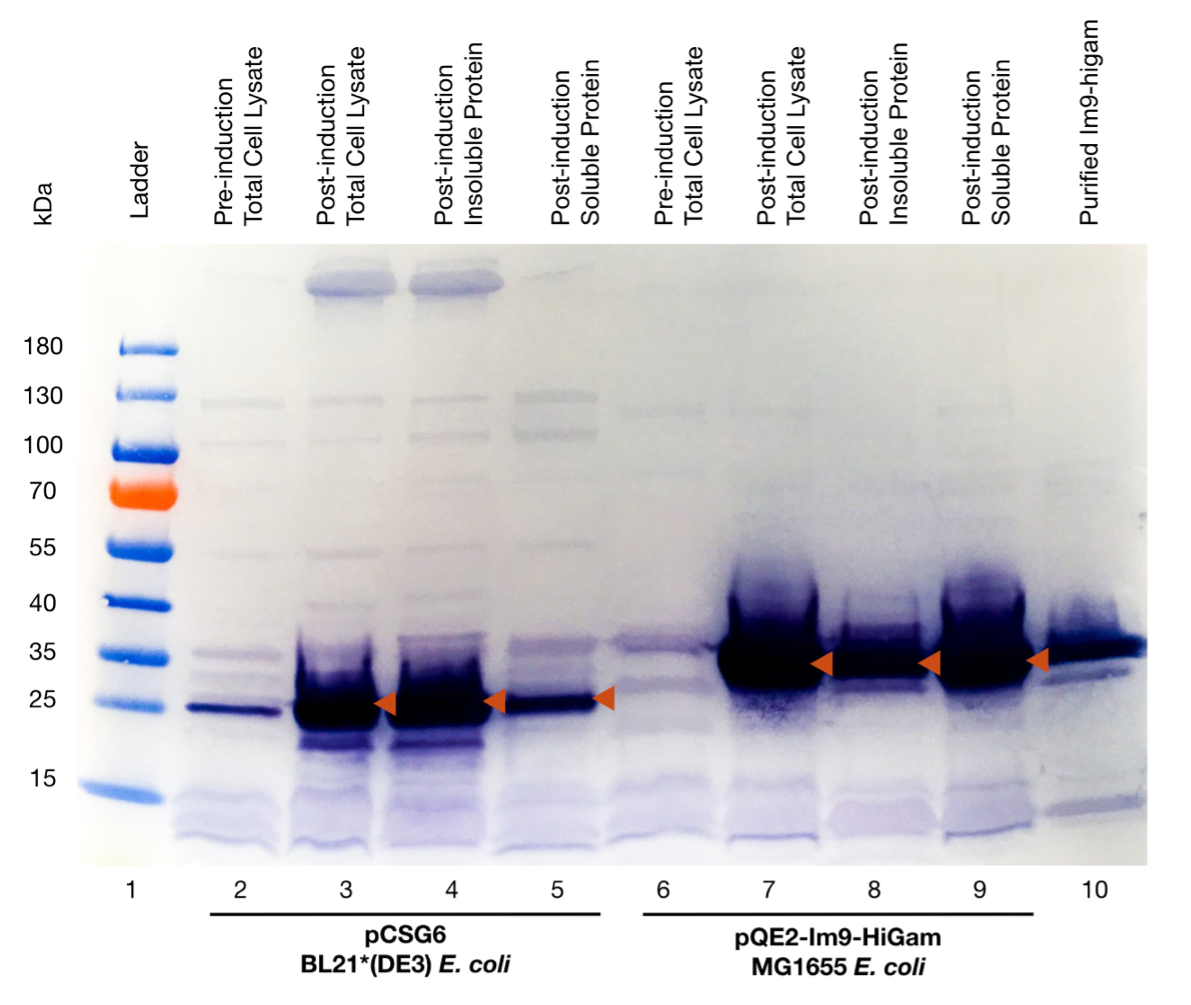 kDa
Ladder
Pre-induction
Total Cell Lysate
Post-induction
Total Cell Lysate
Post-induction
Insoluble Protein
Post-induction
Soluble Protein
Pre-induction
Total Cell Lysate
Post-induction
Total Cell Lysate
Post-induction
Insoluble Protein
Post-induction
Soluble Protein
Purified Im9-higam
180
130
100
70
55
40
35
25
15
1 2 3 4 5 6 7 8 9 10
pCSG6
BL21*(DE3) E. coli
pQE2-Im9-HiGam
MG1655 E. coli